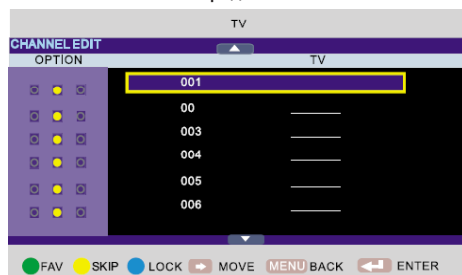 TV
CHANNEL EDIT
OPTION TV
001
00
003
004
005
006
FAV SKIP LOCK MOVE MENU BACK ENTER